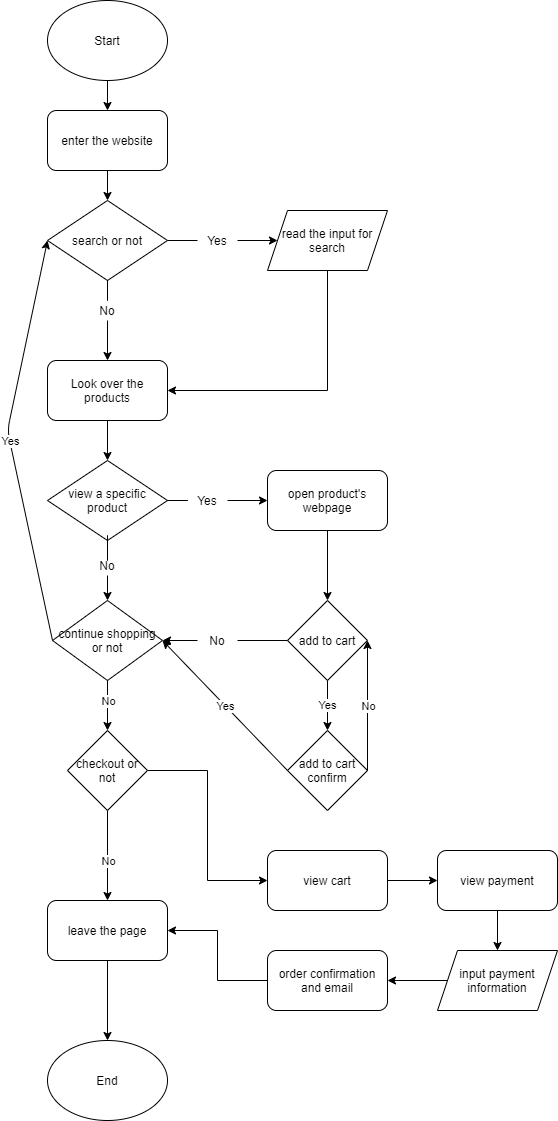 Start
enter the website
search or not
Yes
read the input for
search
No
Look over the
products
Yes
view a specific
product
Yes
open product's
webpage
No
continue shopping
or not
No
add to cart
No
Yes
Yes
No
checkout or
not
add to cart
confirm
No
view cart
view payment
leave the page
order confirmation
and email
input payment
information
End